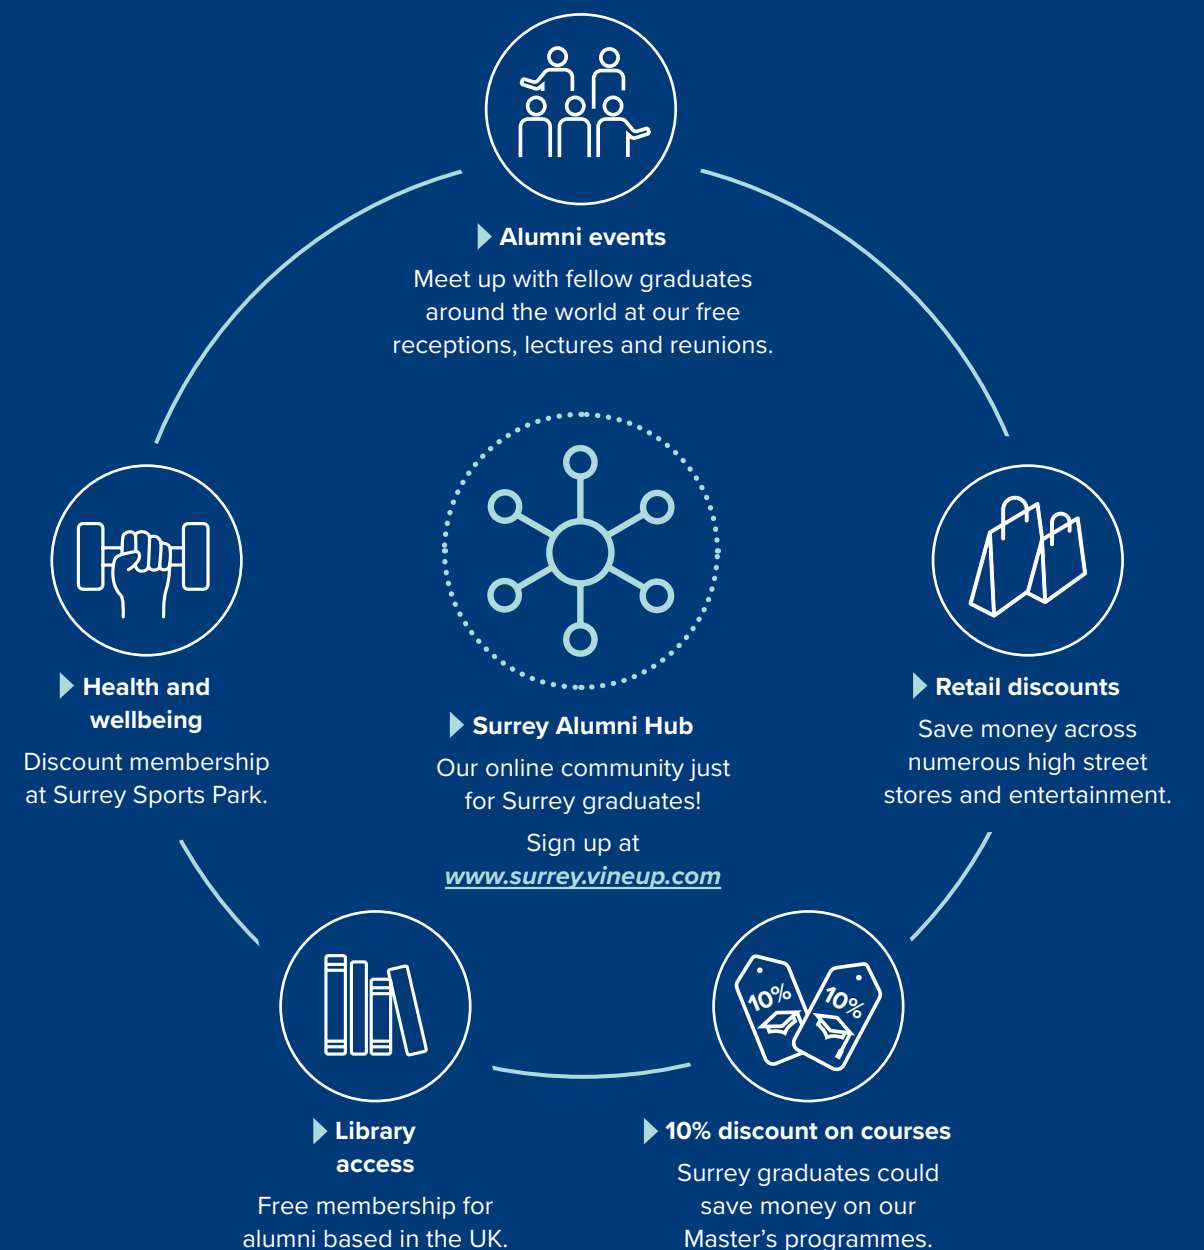 Alumni events
Meet up with fellow graduates
around the world at our free
receptions, lectures and reunions.
Health and
wellbeing
Discount membership
at Surrey Sports Park.
Surrey Alumni Hub
Our online community just
for Surrey graduates!
Sign up at
www.surrey.vineup.com
Retail discounts
Save money across
numerous high street
stores and entertainment.
Library
access
Free membership for
alumni based in the UK.
10%
10%
10% discount on courses
Surrey graduates could
save money on our
Master’s programmes.